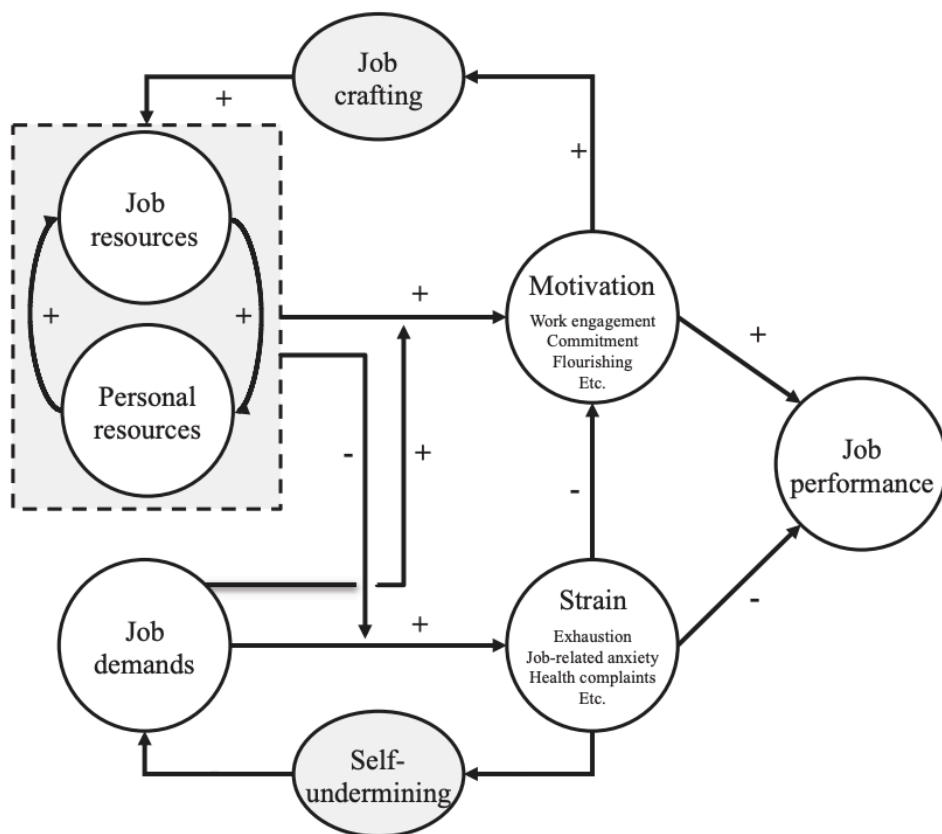 Job
crafting
+
+
Job
resources
+
+
Personal
resources
+
Motivation
Work engagement
Commitment
Flourishing
Etc.
+
-
+
-
Job
performance
Job
demands
+
Strain
Exhaustion
Job-related anxiety
Health complaints
Etc.
-
Self-
undermining